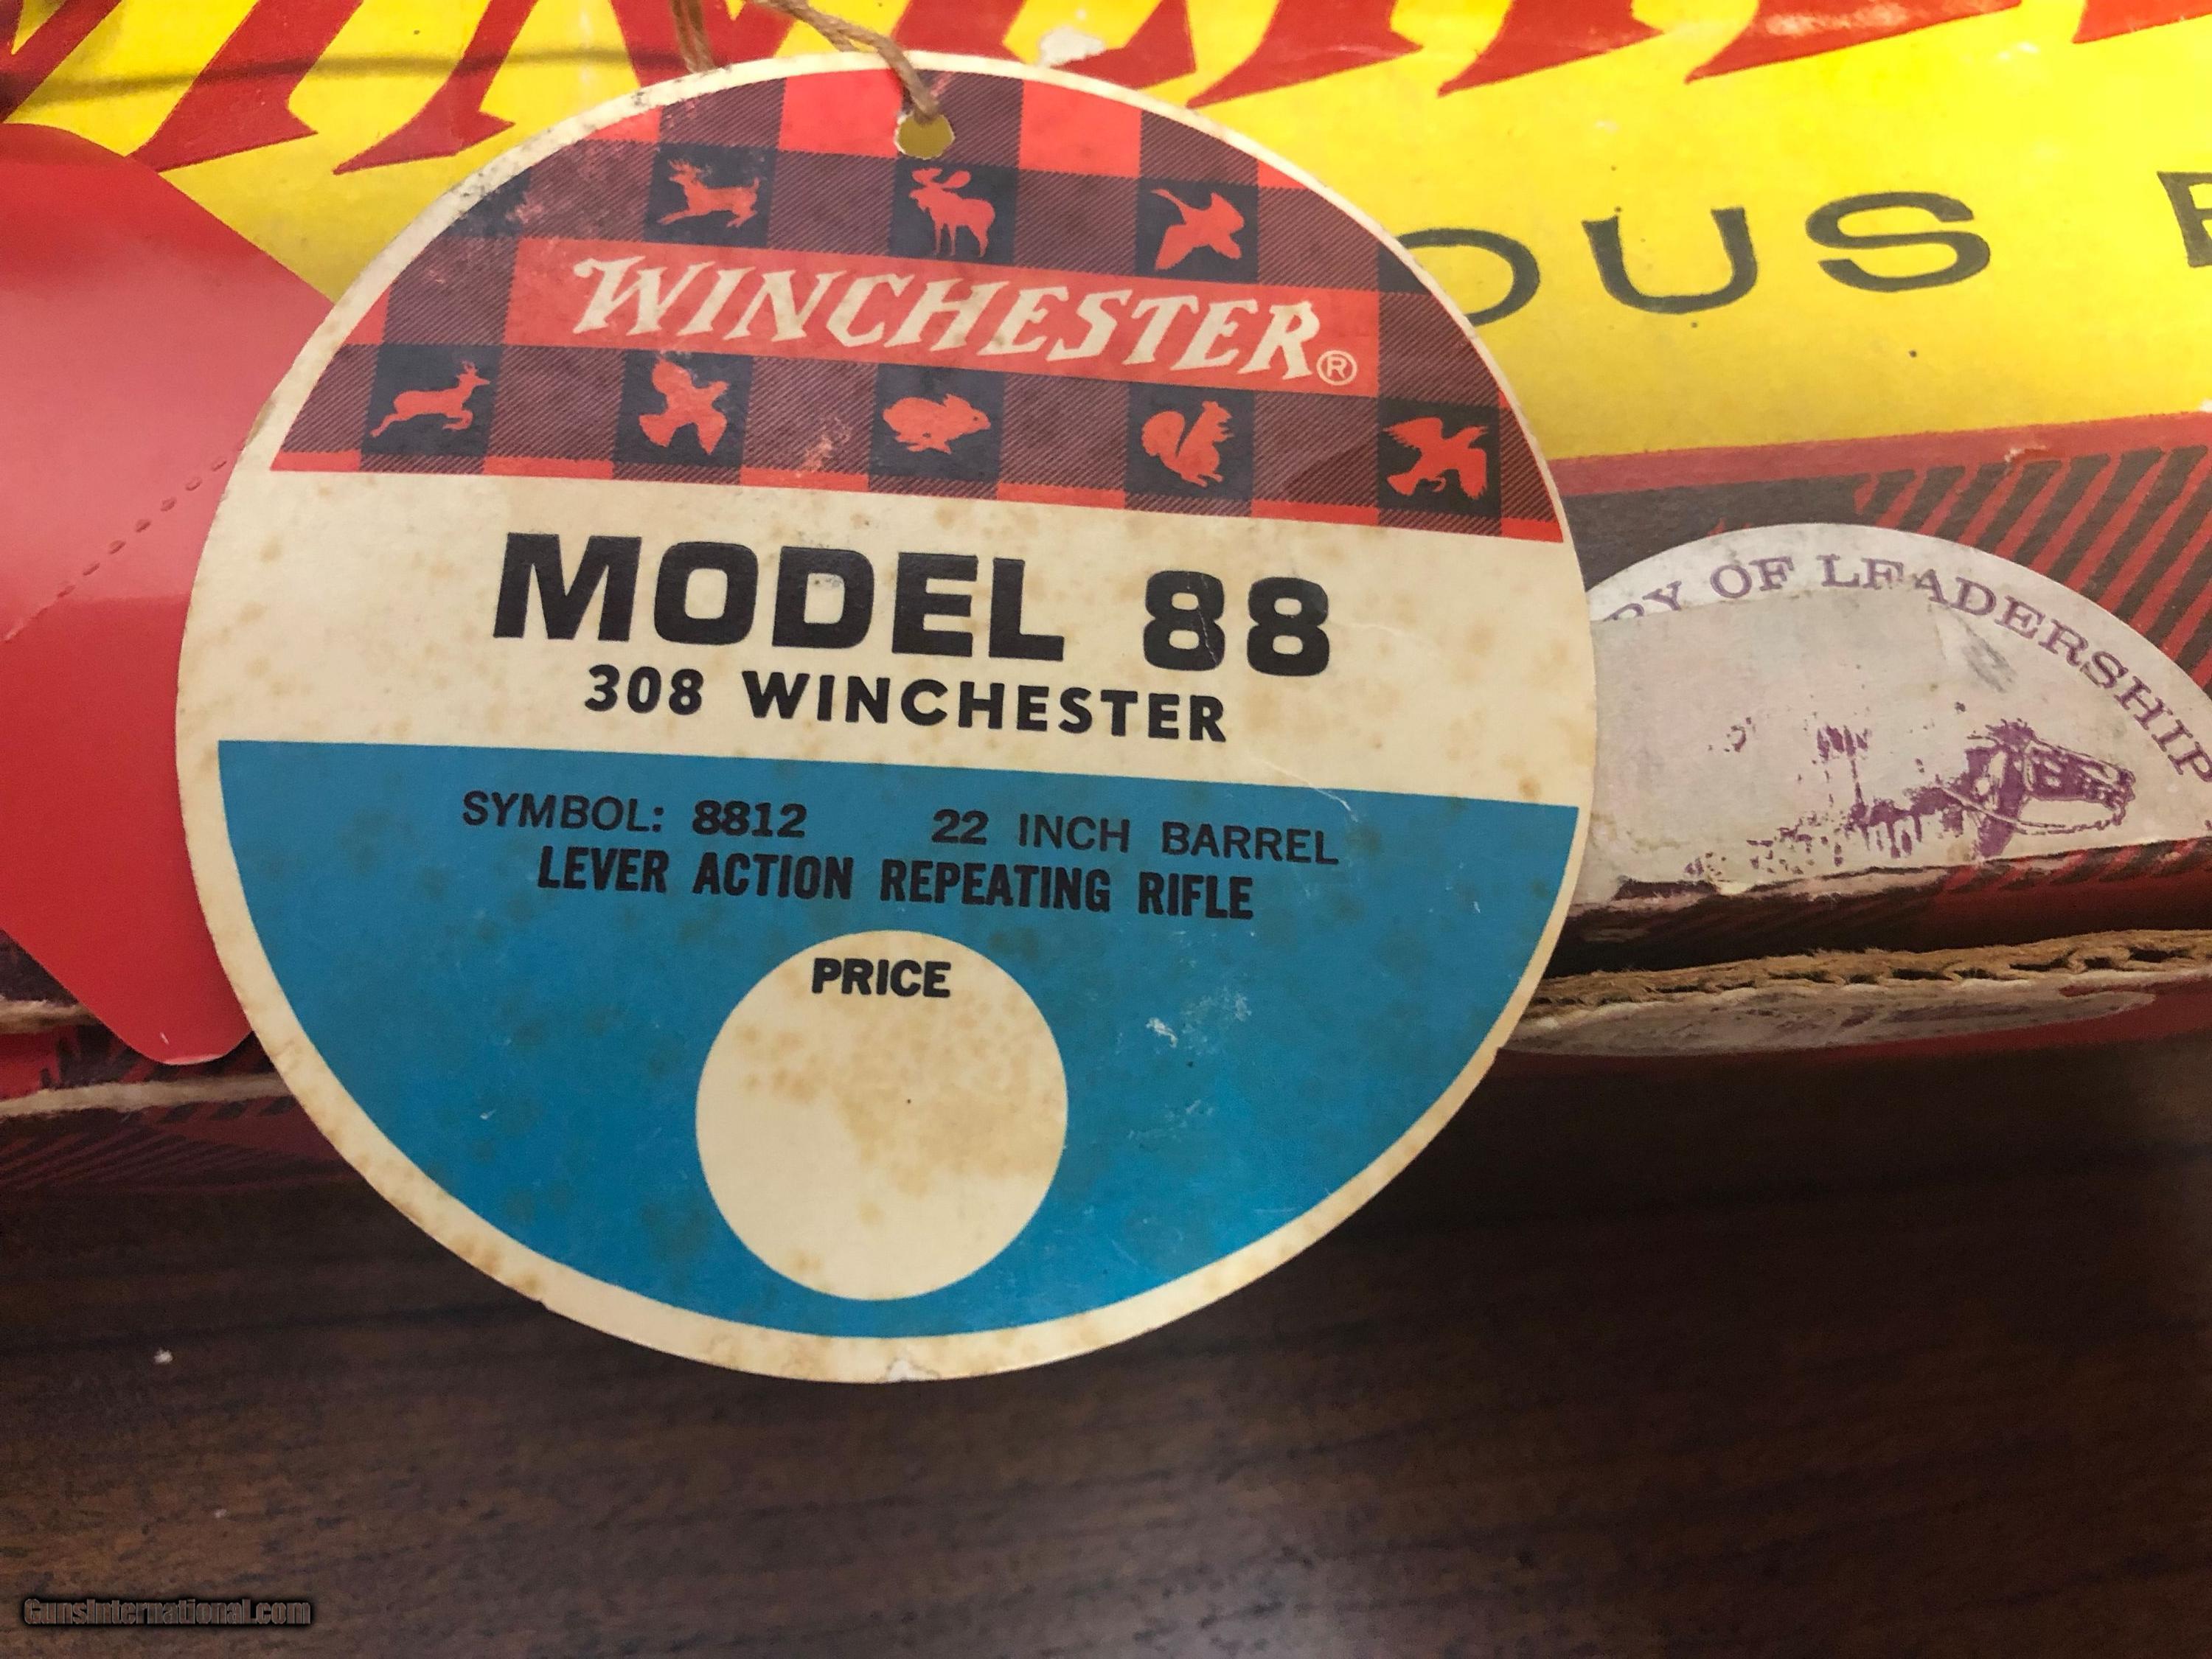 WINCHESTER®
MODEL 88
308 WINCHESTER
SYMBOL: 8812 22 INCH BARREL
LEVER ACTION REPEATING RIFLE
PRICE
OF LEADERSHIP
GunsInternational.com